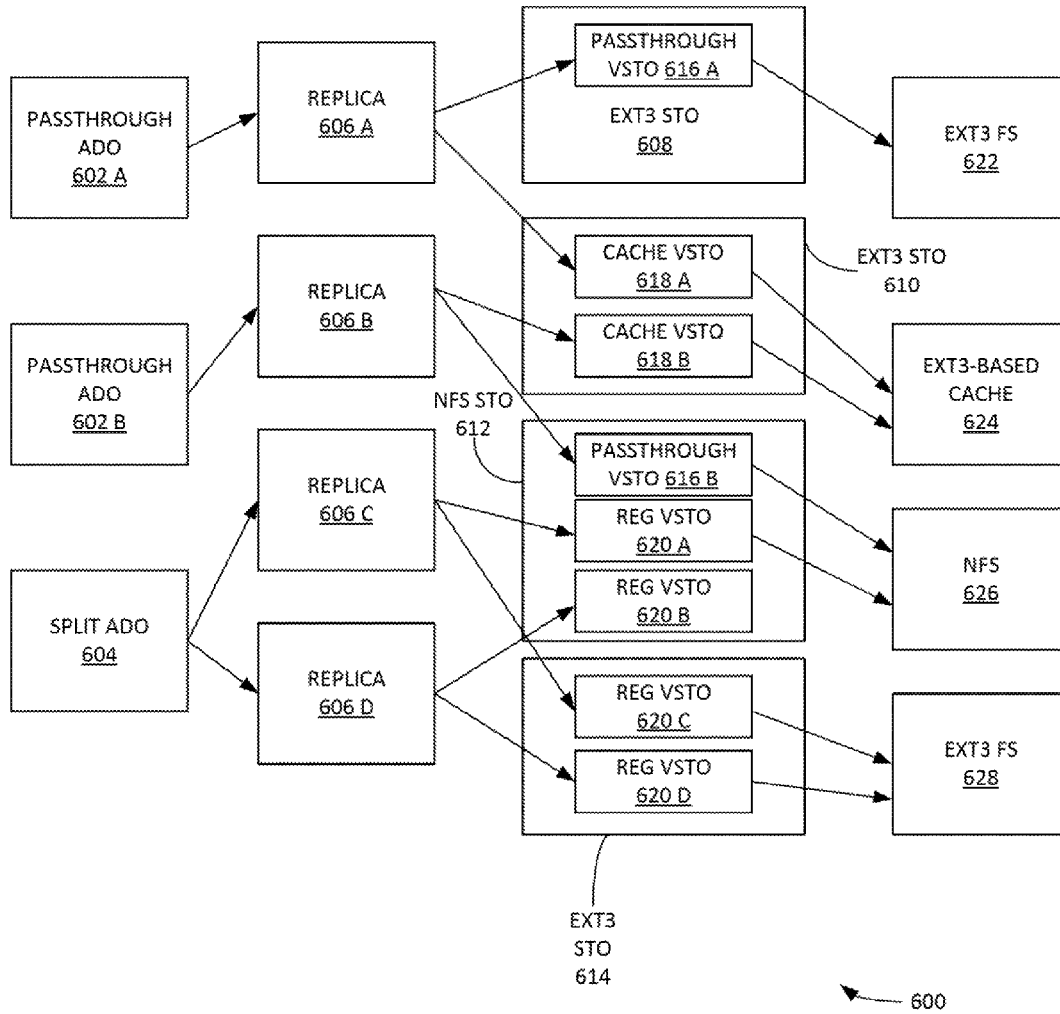 PASSTHROUGH
ADO
602 A
REPLICA
606 A
PASSTHROUGH
VSTO 616 A
EXT3 STO
608
EXT3 FS
622
PASSTHROUGH
ADO
602 B
REPLICA
606 B
CACHE VSTO
618 A
CACHE VSTO
618 B
EXT3 STO
610
EXT3-BASED
CACHE
624
NFS STO
612
SPLIT ADO
604
REPLICA
606 C
REPLICA
606 D
PASSTHROUGH
VSTO 616 B
REG VSTO
620 A
REG VSTO
620 B
NFS
626
REG VSTO
620 C
REG VSTO
620 D
EXT3 FS
628
EXT3
STO
614
600